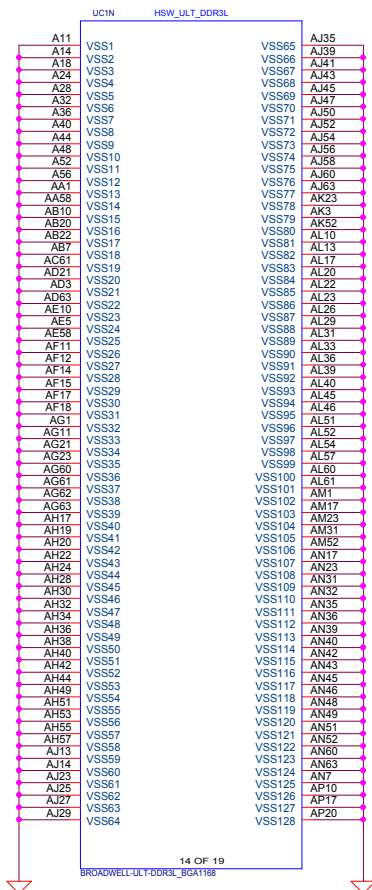 UC1N HSW_ULT_DDR3L
A11 VSS1 VSS65 AJ35
A14 VSS2 VSS66 AJ39
A18 VSS3 VSS67 AJ41
A24 VSS4 VSS68 AJ43
A28 VSS5 VSS69 AJ45
A32 VSS6 VSS70 AJ47
A36 VSS7 VSS71 AJ50
A40 VSS8 VSS72 AJ52
A44 VSS9 VSS73 AJ54
A48 VSS10 VSS74 AJ56
A52 VSS11 VSS75 AJ58
A56 VSS12 VSS76 AJ60
AA1 VSS13 VSS77 AJ63
AA58 VSS14 VSS78 AK23
AB10 VSS15 VSS79 AK3
AB20 VSS16 VSS80 AK52
AB22 VSS17 VSS81 AL10
AB7 VSS18 VSS82 AL13
AC61 VSS19 VSS83 AL17
AD21 VSS20 VSS84 AL20
AD3 VSS21 VSS85 AL22
AD63 VSS22 VSS86 AL23
AE10 VSS23 VSS87 AL26
AE5 VSS24 VSS88 AL29
AE58 VSS25 VSS89 AL31
AF11 VSS26 VSS90 AL33
AF12 VSS27 VSS91 AL36
AF14 VSS28 VSS92 AL39
AF15 VSS29 VSS93 AL40
AF17 VSS30 VSS94 AL45
AF18 VSS31 VSS95 AL46
AG1 VSS32 VSS96 AL51
AG11 VSS33 VSS97 AL52
AG21 VSS34 VSS98 AL54
AG23 VSS35 VSS99 AL57
AG60 VSS36 VSS100 AL60
AG61 VSS37 VSS101 AL61
AG62 VSS38 VSS102 AM1
AG63 VSS39 VSS103 AM17
AH17 VSS40 VSS104 AM23
AH19 VSS41 VSS105 AM31
AH20 VSS42 VSS106 AM52
AH22 VSS43 VSS107 AN17
AH24 VSS44 VSS108 AN23
AH28 VSS45 VSS109 AN31
AH30 VSS46 VSS110 AN32
AH32 VSS47 VSS111 AN35
AH34 VSS48 VSS112 AN36
AH36 VSS49 VSS113 AN39
AH38 VSS50 VSS114 AN40
AH40 VSS51 VSS115 AN42
AH42 VSS52 VSS116 AN43
AH44 VSS53 VSS117 AN45
AH49 VSS54 VSS118 AN46
AH51 VSS55 VSS119 AN48
AH53 VSS56 VSS120 AN49
AH55 VSS57 VSS121 AN51
AH57 VSS58 VSS122 AN52
AJ13 VSS59 VSS123 AN60
AJ14 VSS60 VSS124 AN63
AJ23 VSS61 VSS125 AN7
AJ25 VSS62 VSS126 AP10
AJ27 VSS63 VSS127 AP17
AJ29 VSS64 VSS128 AP20
14 OF 19
BROADWELL-ULT-DDR3L_BGA1168